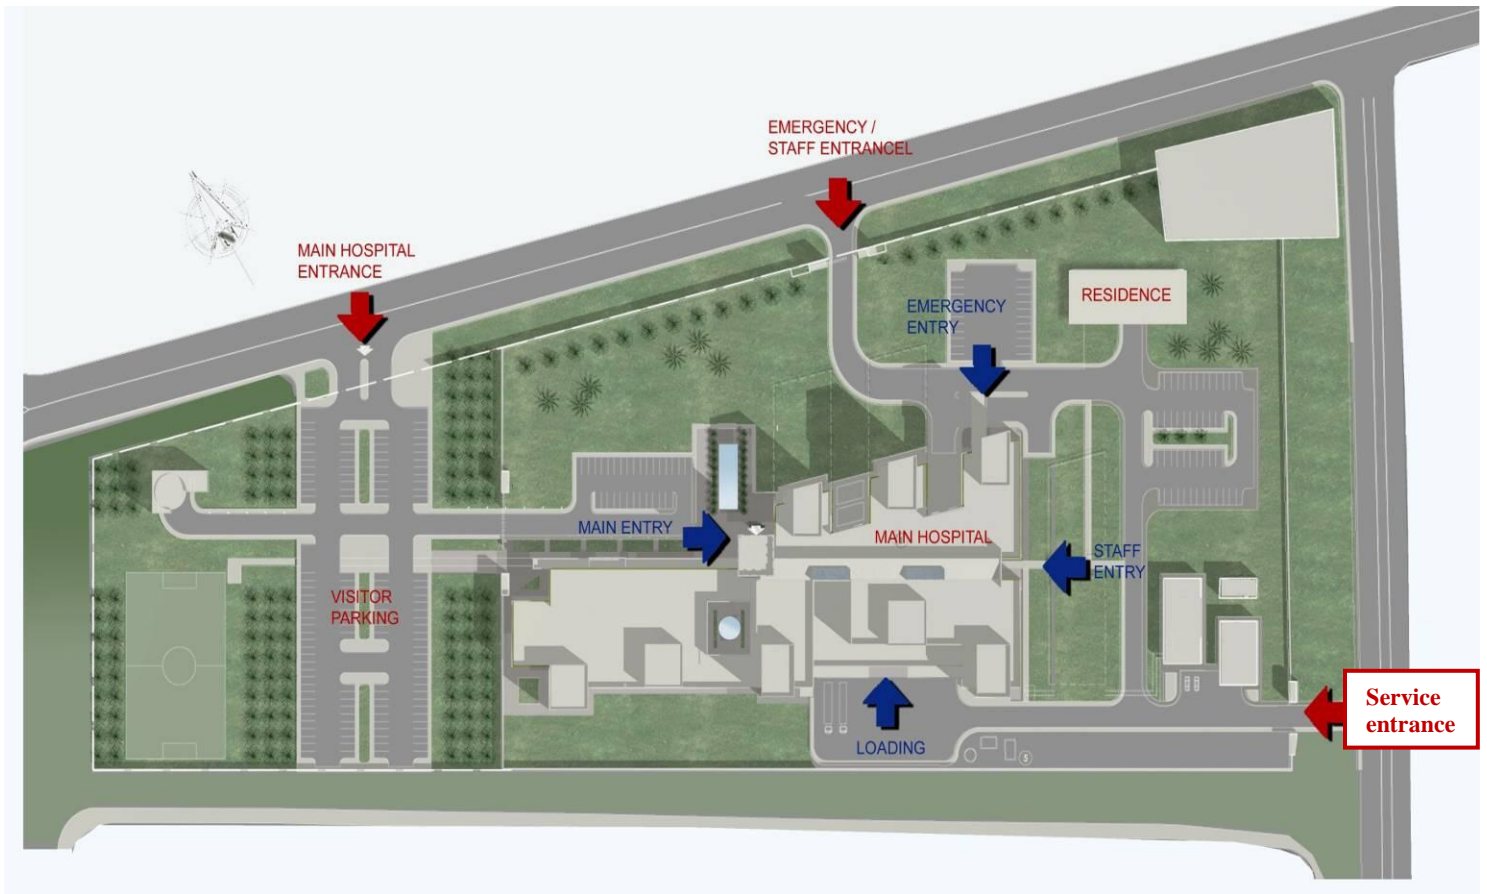 EMERGENCY /
STAFF ENTRANCEL
MAIN HOSPITAL
ENTRANCE
RESIDENCE
EMERGENCY
ENTRY
MAIN ENTRY
MAIN HOSPITAL
STAFF
ENTRY
VISITOR
PARKING
Service
entrance
LOADING